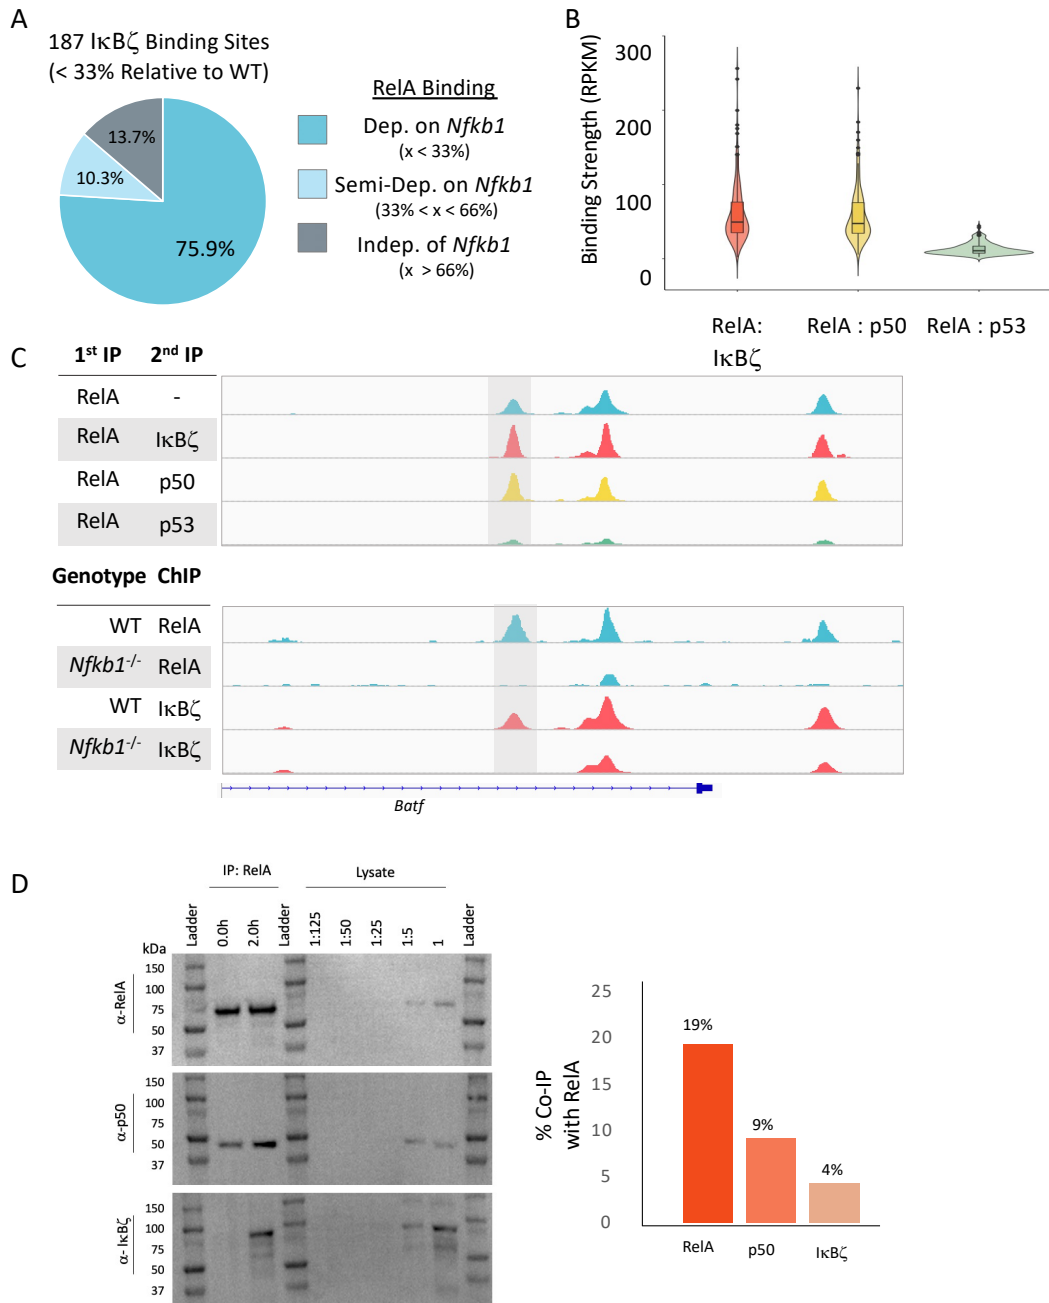 A
187 IκBζ Binding Sites
(< 33% Relative to WT)
13.7%
10.3%
75.9%
RelA Binding
Dep. on Nfkb1
(x < 33%)
Semi-Dep. on Nfkb1
(33% < x < 66%)
Indep. of Nfkb1
(x > 66%)
B
Binding Strength (RPKM)
300
200
100
0
RelA:
IκBζ
RelA : p50
RelA : p53
C
1st IP 2nd IP
RelA -
RelA IκBζ
RelA p50
RelA p53
Genotype ChIP
WT RelA
Nfkb1-/- RelA
WT IκBζ
Nfkb1-/- IκBζ
Batf
D
IP: RelA
Lysate
kDa
Ladder
0.0h
2.0h
Ladder
1:125
1:50
1:25
1:5
1
Ladder
α-RelA
150
100
75
50
37
α-p50
150
100
75
50
37
α- IκBζ
150
100
75
50
37
% Co-IP
with RelA
25
20
15
10
5
0
19%
9%
4%
RelA
p50
IκBζ